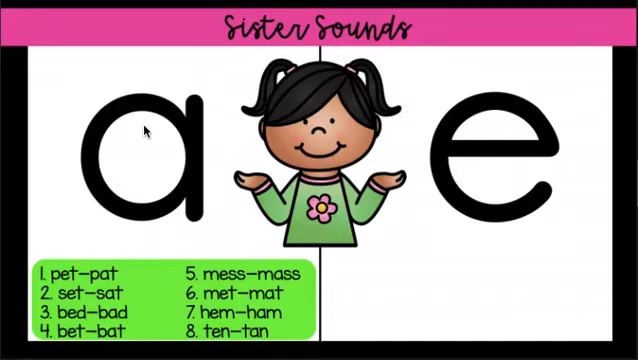 Sister Sounds
a
e
1. pet-pat
2. set-sat
3. bed-bad
4. bet-bat
5. mess-mass
6. met-mat
7. hem-ham
8. ten-tan